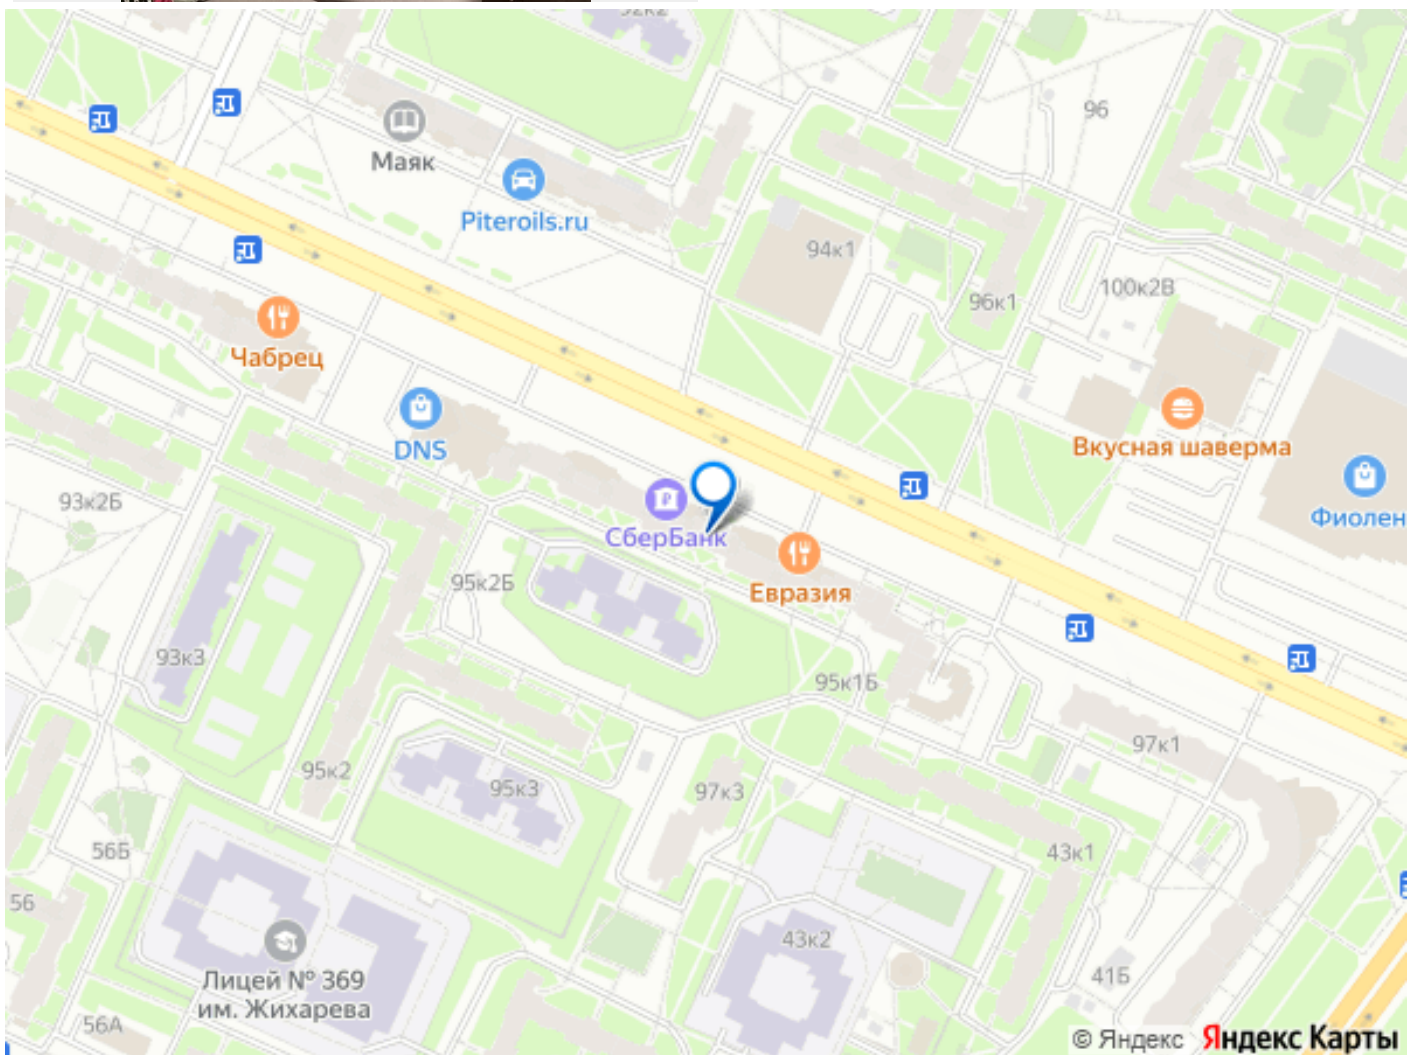 92к2
96
Маяк
Piteroils.ru
94к1
100к2В
96к1
Чабрец
DNS
Вкусная шаверма
93к2Б
СберБанк
Фиолен
95к2Б
Евразия
93к3
95к1Б
97к1
95к2
95к3
97к3
56Б
43к1
56
43к2
Лицей № 369
им. Жихарева
41Б
56А
© Яндекс Яндекс Карты